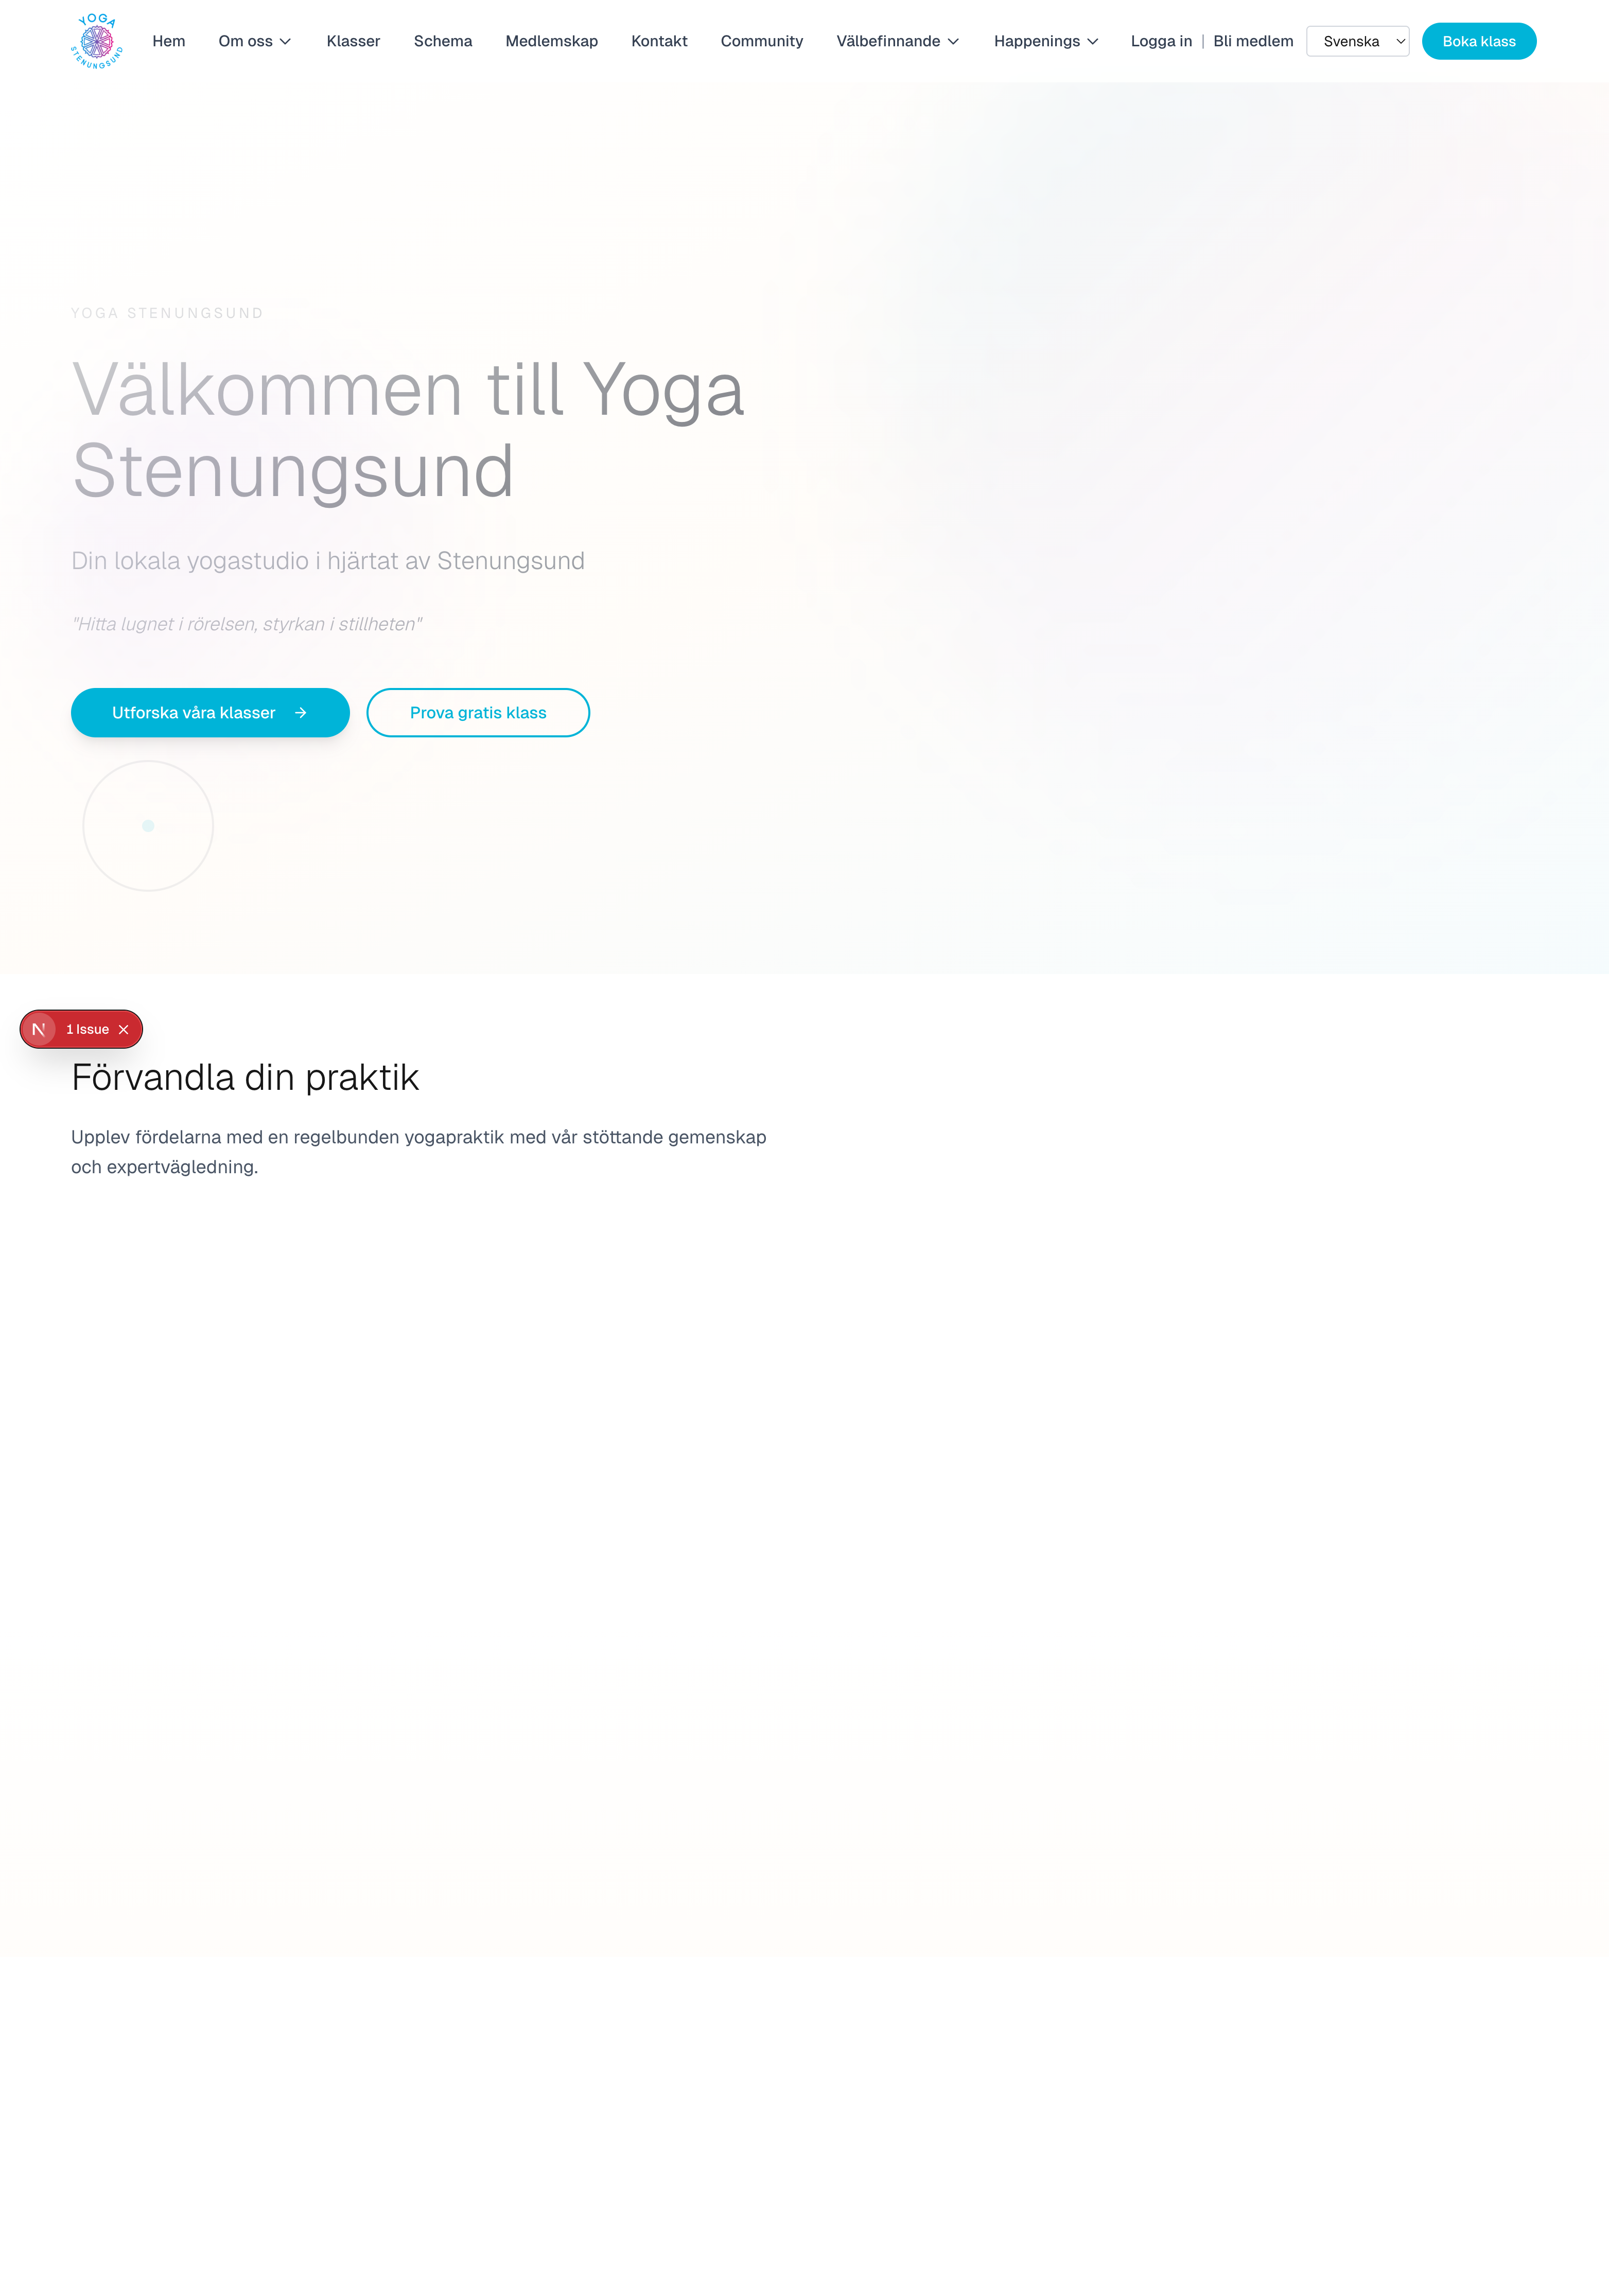 YOGA
STENUNGSUND
Hem Om oss Klasser Schema Medlemskap Kontakt Community Välbefinnande Happenings Logga in | Bli medlem Svenska Boka klass
YOGA STENUNGSUND
Välkommen till Yoga
Stenungsund
Din lokala yogastudio i hjärtat av Stenungsund
"Hitta lugnet i rörelsen, styrkan i stillheten"
Utforska våra klasser → Prova gratis klass
N 1 Issue
Förvandla din praktik
Upplev fördelarna med en regelbunden yogapraktik med vår stöttande gemenskap
och expertvägledning.